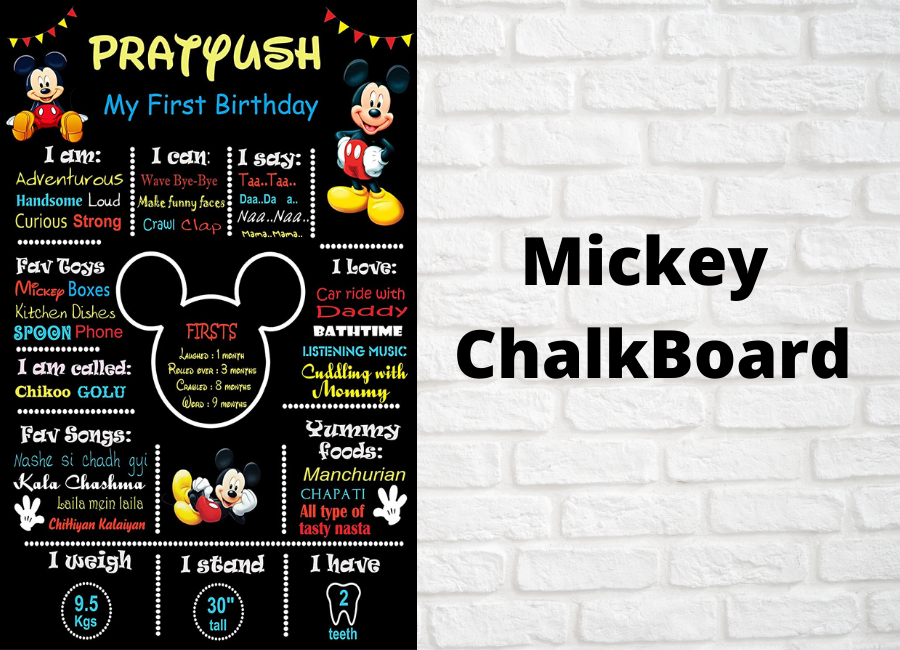 PRATYUSH
My First Birthday
I am:
Adventurous
Handsome Loud
Curious Strong
I can:
Wave Bye-Bye
Make funny faces
Crawl Clap
I say:
Taa..Taa..
Daa..Da a..
Naa..Naa..
Mama..Mama..
Fav Toys
Mickey Boxes
Kitchen Dishes
SPOON Phone
I am called:
Chikoo GOLU
FIRSTS
Laughed : 1 month
Rolled over : 3 months
Crawled : 8 months
Word : 9 months
I Love:
Car ride with
Daddy
BATHTIME
LISTENING MUSIC
Cuddling with
Mommy
Fav Songs:
Nashe si chadh gyi
Kala Chashma
Laila mein laila
Chittiyan Kalaiyan
Yummy
foods:
Manchurian
CHAPATI
All type of
tasty nasta
I weigh
9.5
Kgs
I stand
30"
tall
I have
2
teeth
Mickey
ChalkBoard